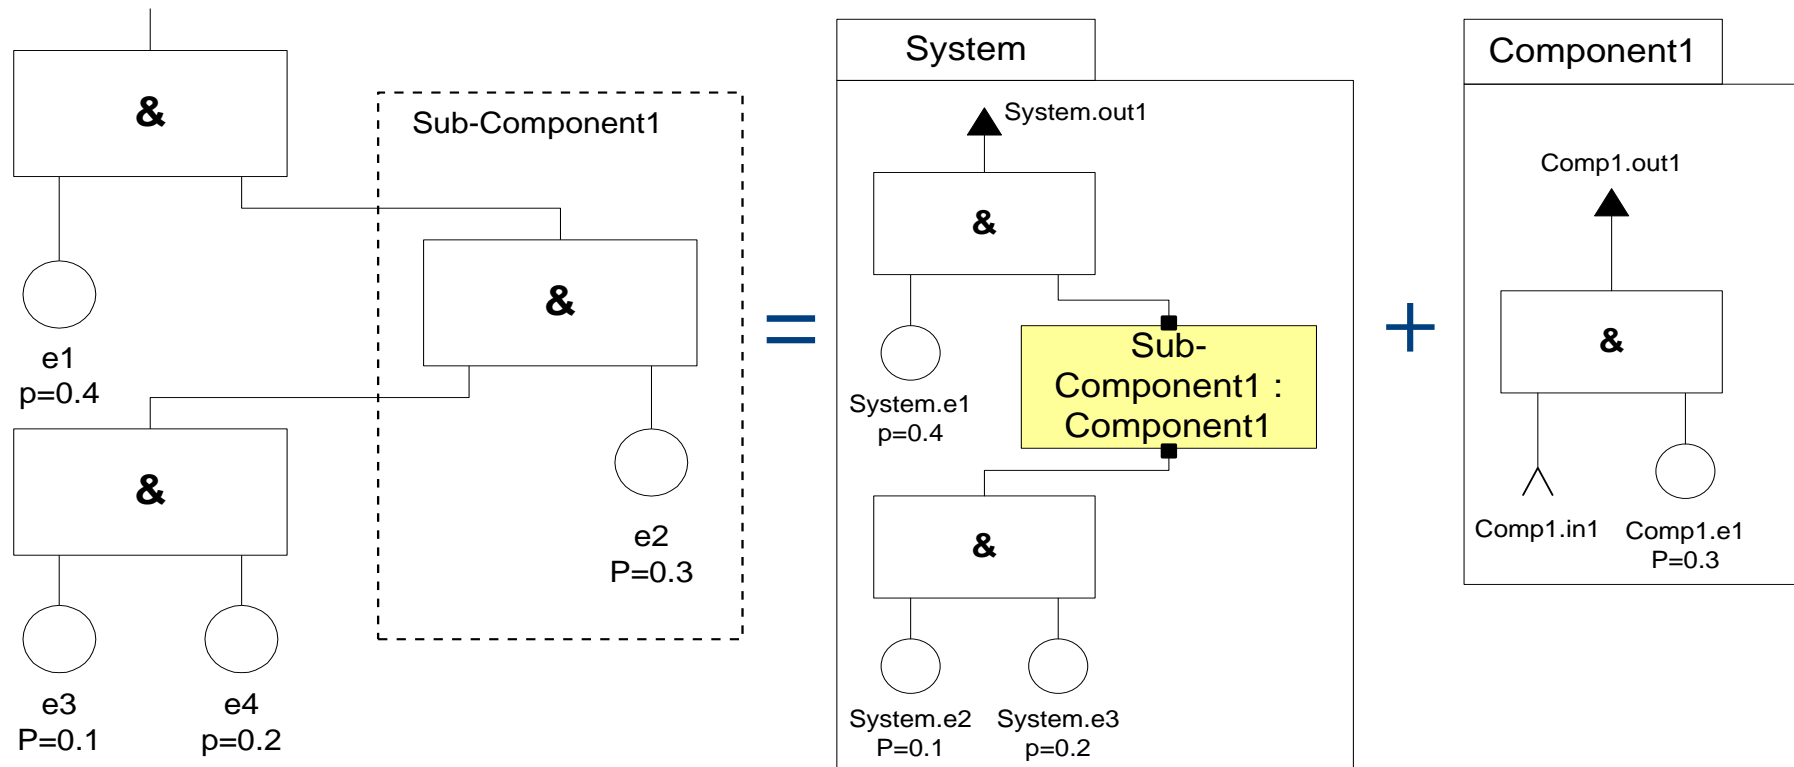 &
Sub-Component1
&
e1
p=0.4
&
e2
P=0.3
e3
P=0.1
e4
p=0.2
=
System
System.out1
&
System.e1
p=0.4
Sub-
Component1 :
Component1
&
System.e2
P=0.1
System.e3
p=0.2
+
Component1
Comp1.out1
&
Comp1.in1
Comp1.e1
P=0.3